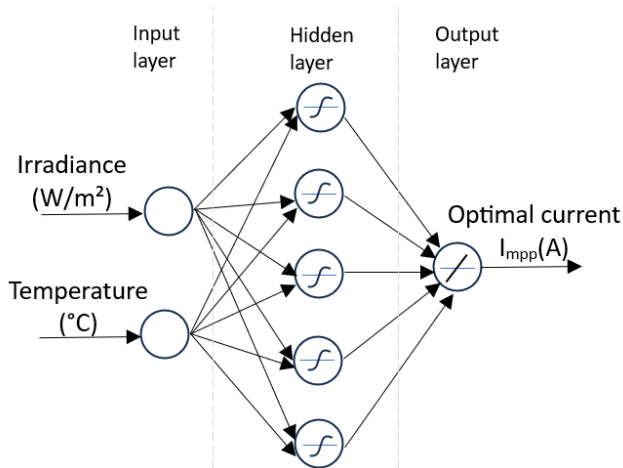 Input
layer
Hidden
layer
Output
layer
Irradiance
(W/m²)
Temperature
(°C)
Optimal current
Impp(A)